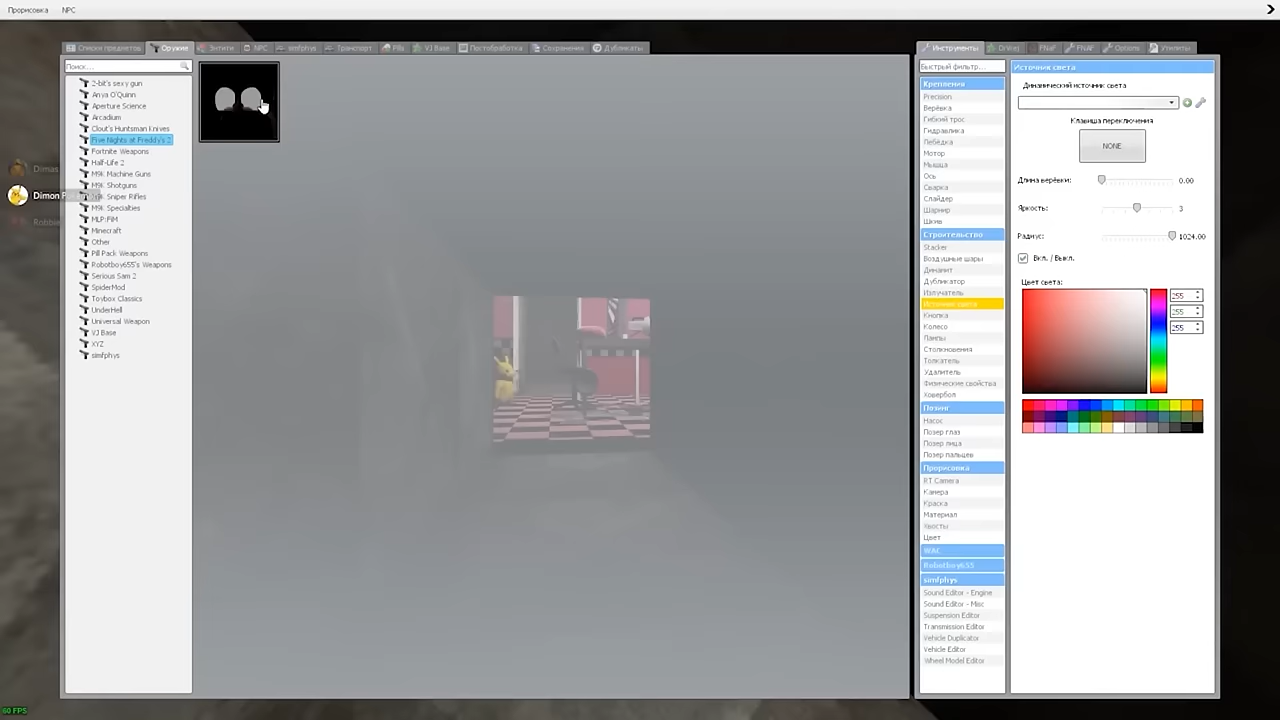 Прорисовка
NPC
Списки предметов
Оружие
Энтити
NPC
simfphys
Транспорт
Pills
VJ Base
Постобработка
Сохранения
Дубликаты
Поиск...
2-bit's sexy gun
Anya O'Quinn
Aperture Science
Arcadium
Clout's Huntsman Knives
Five Nights at Freddy's 2
Fortnite Weapons
Half-Life 2
M9K Machine Guns
M9K Shotguns
M9K Sniper Rifles
M9K Specialties
MLP:FiM
Minecraft
Other
Pill Pack Weapons
Robotboy655's Weapons
Serious Sam 2
SpiderMod
Toybox Classics
UnderHell
Universal Weapon
VJ Base
XYZ
simfphys
Dimas
Dimon
Robbie
60 FPS
Инструменты
FNaF
FNAF
Options
Утилиты
Быстрый фильтр...
Крепления
Precision
Верёвка
Гибкий трос
Гидравлика
Лебёдка
Мотор
Мышца
Ось
Сварка
Слайдер
Шарнир
Шкив
Строительство
Stacker
Воздушные шары
Динамит
Дубликатор
Излучатель
Источник света
Кнопка
Колесо
Лампы
Столкновения
Толкатель
Удалитель
Физические свойства
Ховербол
Позинг
Насос
Позер глаз
Позер лица
Позер пальцев
Прорисовка
RT Camera
Камера
Краска
Материал
Хвосты
Цвет
WAC
Robotboy655
simfphys
Sound Editor - Engine
Sound Editor - Misc
Suspension Editor
Transmission Editor
Vehicle Duplicator
Vehicle Editor
Wheel Model Editor
Источник света
Динамический источник света
Клавиша переключения
NONE
Длина верёвки:
0.00
Яркость:
3
Радиус:
1024.00
Вкл. / Выкл.
Цвет света:
255
255
255